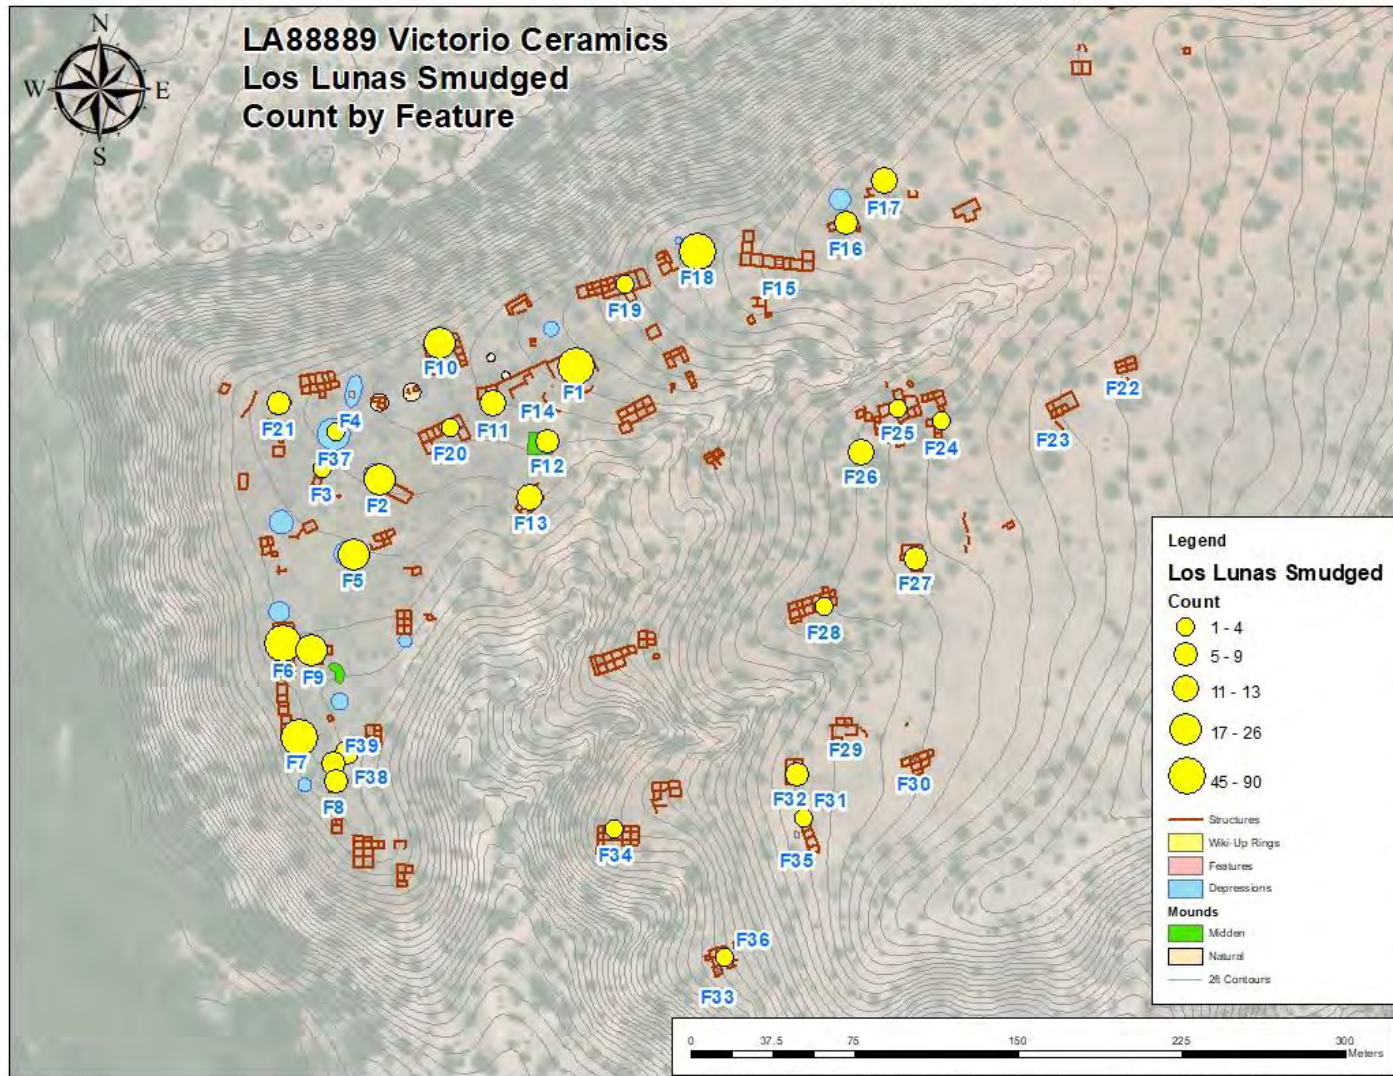 N
W E
S
LA88889 Victorio Ceramics
Los Lunas Smudged
Count by Feature
F17
F16
F18
F15
F19
F10
F1
F22
F21
F4
F11
F14
F25
F24
F23
F37
F20
F12
F26
F3
F2
F13
F5
F27
F28
F6
F9
F7
F39
F38
F29
F8
F32
F31
F30
F34
F35
F36
F33
Legend
Los Lunas Smudged
Count
1 - 4
5 - 9
11 - 13
17 - 26
45 - 90
Structures
Wiki-Up Rings
Features
Depressions
Mounds
Midden
Natural
2ft Contours
0 37.5 75 150 225 300
Meters